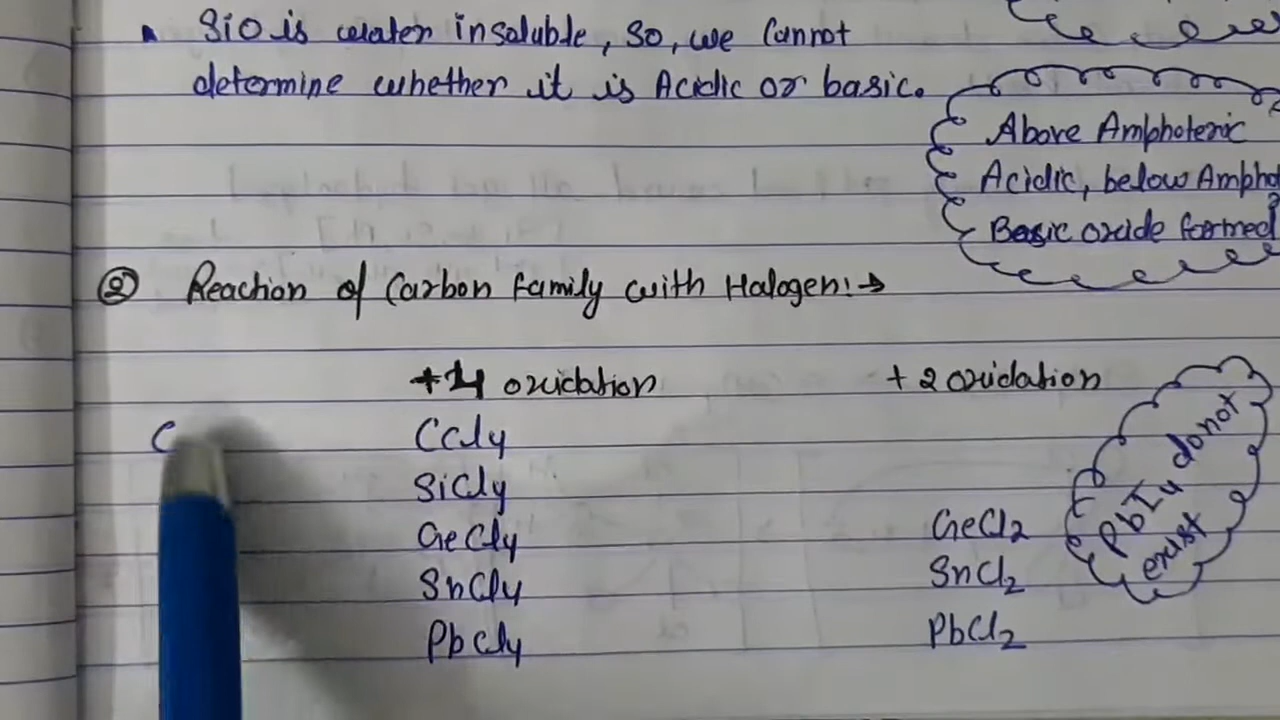 SiO is water insoluble, So, we Cannot
determine whether it is Acidic or basic.
Above Amphoteric
Acidic, below Ampho
Basic oxide formed
② Reaction of Carbon family with Halogen:→
+4 oxidation
+2 oxidation
C
CCl4
SiCl4
GeCl4
GeCl2
SnCl4
SnCl2
PbCl4
PbCl2
PbI4 do not
exist